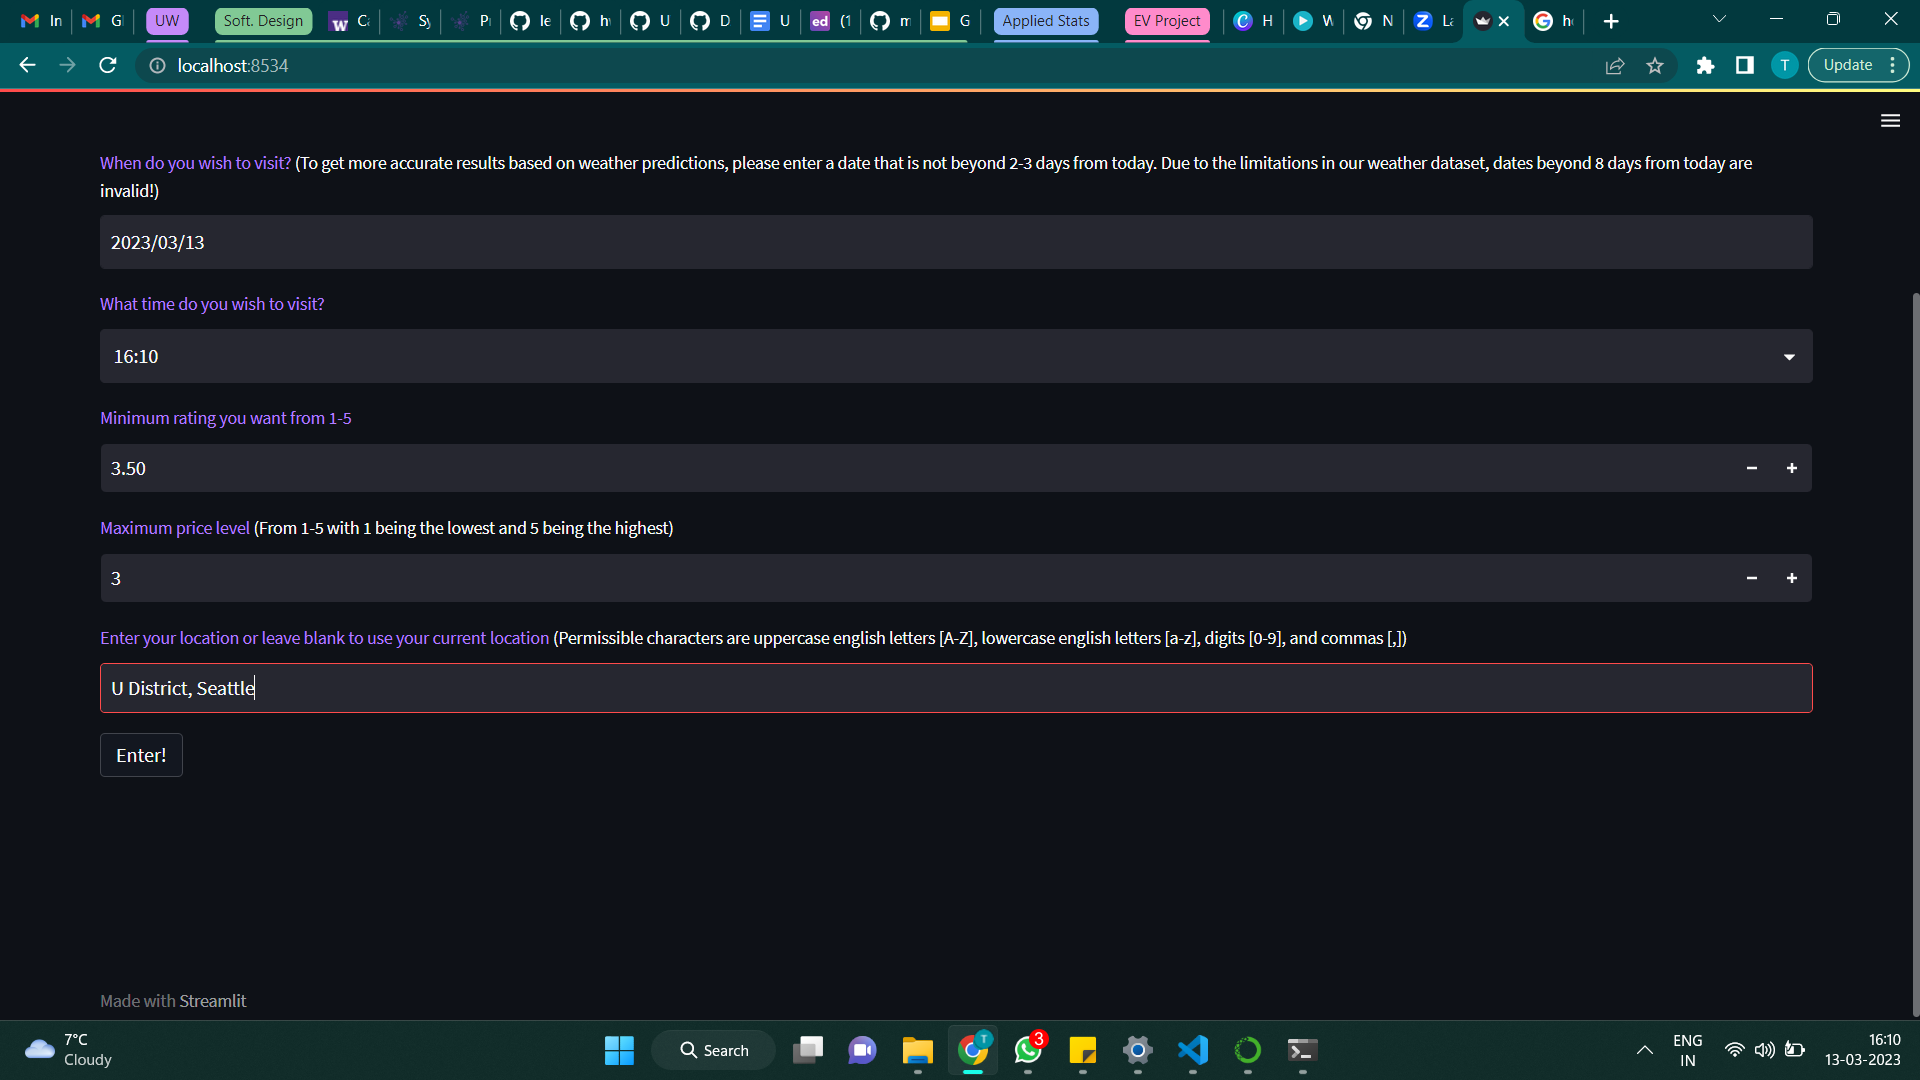 In
G
UW
Soft. Design
Ca
Sy
P
le
h
U
D
U
ed
(1
m
G
Applied Stats
EV Project
H
W
N
La
h
localhost:8534
T
Update
When do you wish to visit? (To get more accurate results based on weather predictions, please enter a date that is not beyond 2-3 days from today. Due to the limitations in our weather dataset, dates beyond 8 days from today are
invalid!)
2023/03/13
What time do you wish to visit?
16:10
Minimum rating you want from 1-5
3.50
Maximum price level (From 1-5 with 1 being the lowest and 5 being the highest)
3
Enter your location or leave blank to use your current location (Permissible characters are uppercase english letters [A-Z], lowercase english letters [a-z], digits [0-9], and commas [,])
U District, Seattle
Enter!
Made with Streamlit
7°C
Cloudy
Search
T
3
ENG
IN
16:10
13-03-2023